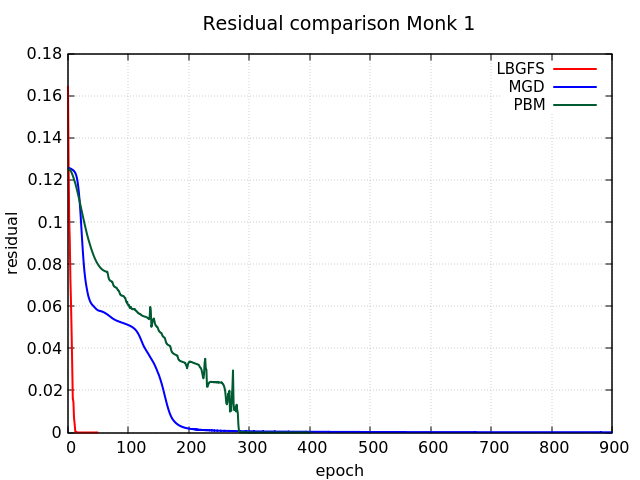 Residual comparison Monk 1
LBGFS
MGD
PBM
0.18
0.16
0.14
0.12
0.1
0.08
0.06
0.04
0.02
0
residual
0 100 200 300 400 500 600 700 800 900
epoch